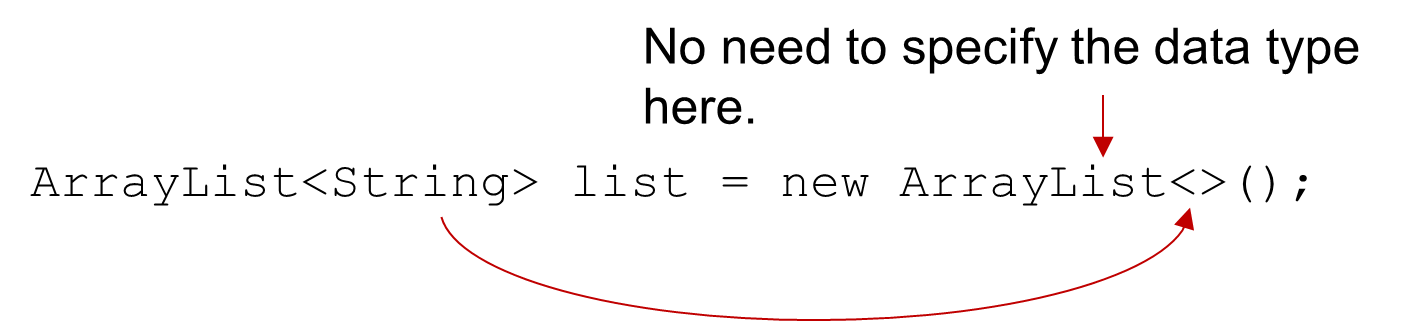 No need to specify the data type
here.
ArrayList<String> list = new ArrayList<>();